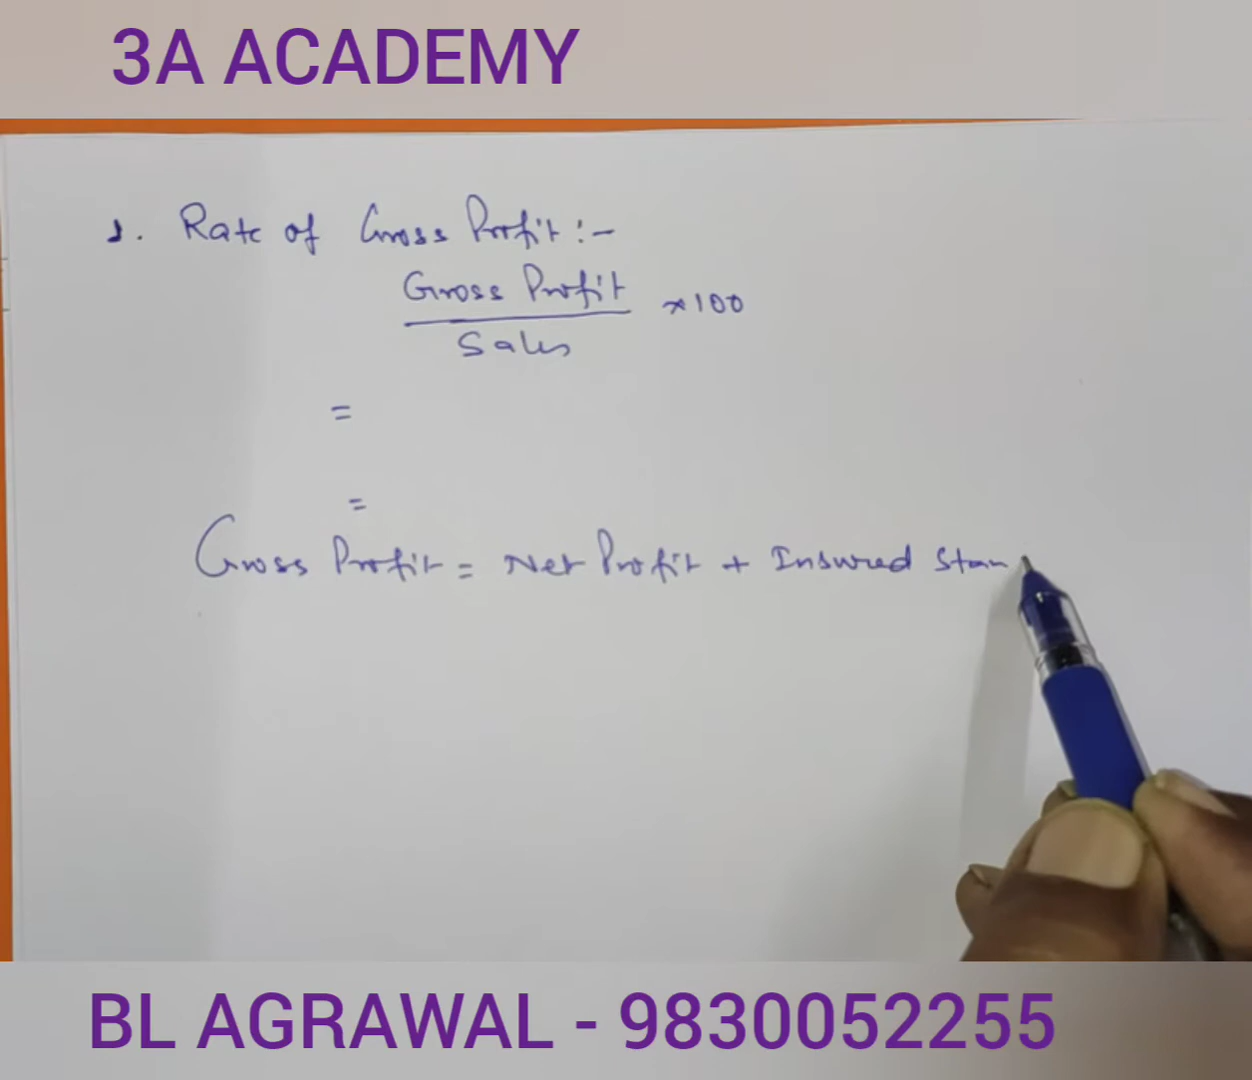 3A ACADEMY
1. Rate of Gross Profit :-
Gross Profit
Sales
×100
=
=
Gross Profit = Net Profit + Insured Stan
BL AGRAWAL - 9830052255